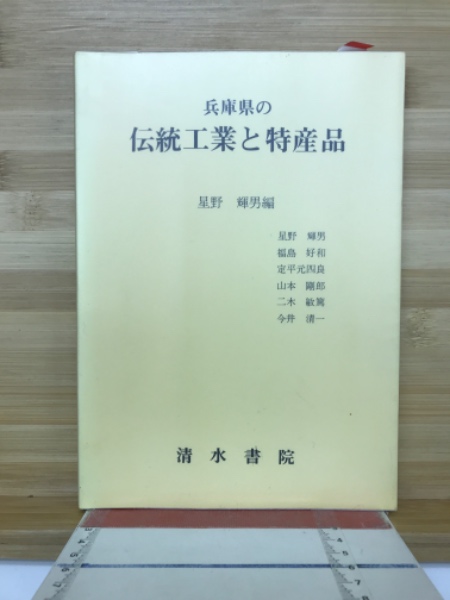 兵庫県の
伝統工業と特産品
星野 輝男編
星野 輝男
福島 好和
定平元四良
山本 剛郎
二木 敏篤
今井 清一
清水書院